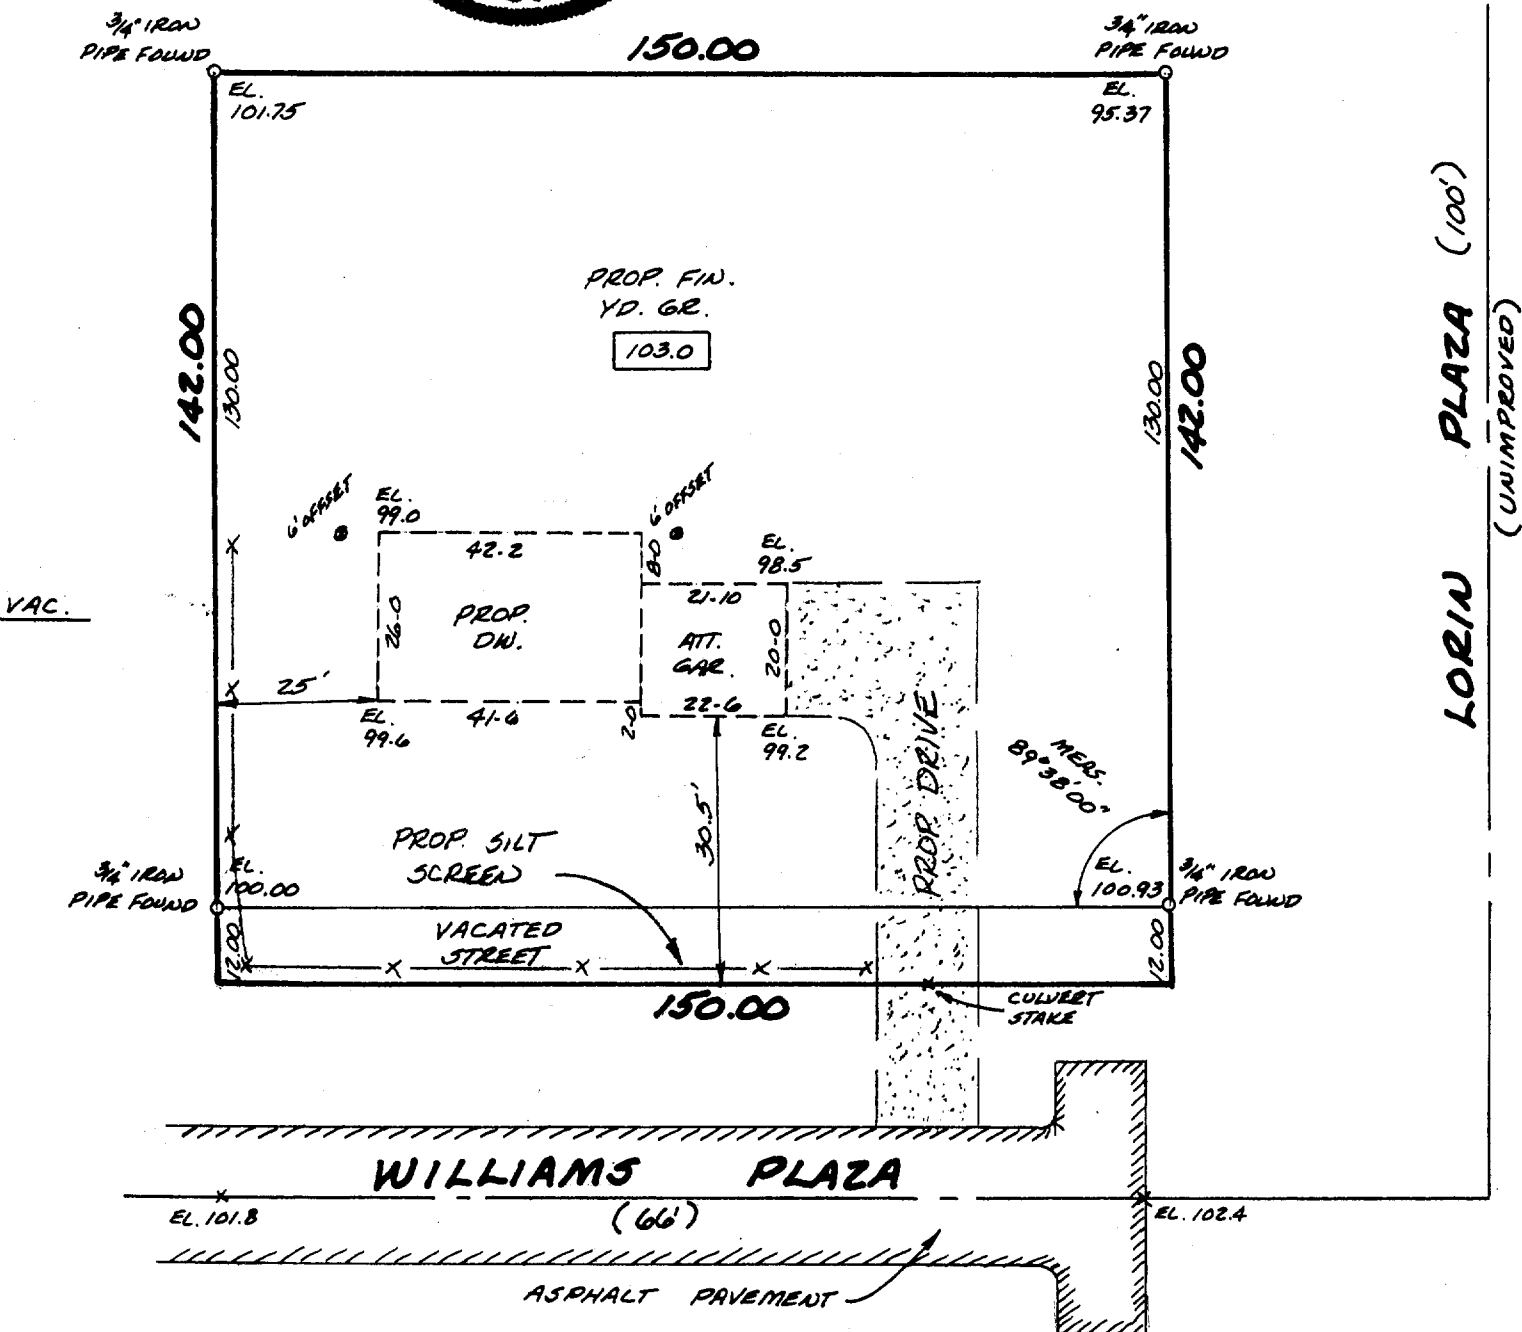 3/4" IRON
PIPE FOUND
150.00
3/4" IRON
PIPE FOUND
EL.
101.75
EL.
95.37
LORIN PLAZA (100')
(UNIMPROVED)
PROP. FIN.
YD. GR.
103.0
142.00
130.00
130.00
142.00
6' OFFSET
EL.
99.0
6' OFFSET
42-2
8-0
EL.
98.5
VAC.
26-0
PROP.
DW.
21-10
ATT.
GAR.
20-0
25'
22-6
EL.
99.6
41-6
2-0
EL.
99.2
PROP. DRIVE
MEAS.
89°38'00"
30.5'
PROP. SILT
SCREEN
3/4" IRON
PIPE FOUND
EL.
100.00
EL.
100.93
3/4" IRON
PIPE FOUND
VACATED
STREET
12.00
12.00
150.00
CULVERT
STAKE
WILLIAMS PLAZA
(66')
EL. 101.8
EL. 102.4
ASPHALT PAVEMENT